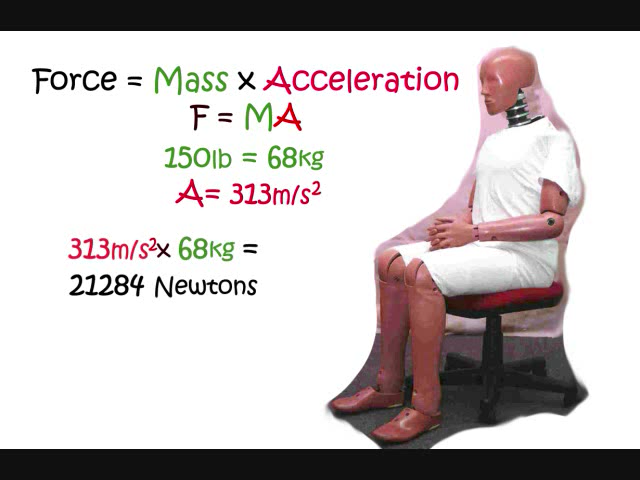 Force = Mass x Acceleration
F = MA
150lb = 68kg
A= 313m/s²
313m/s²x 68kg =
21284 Newtons